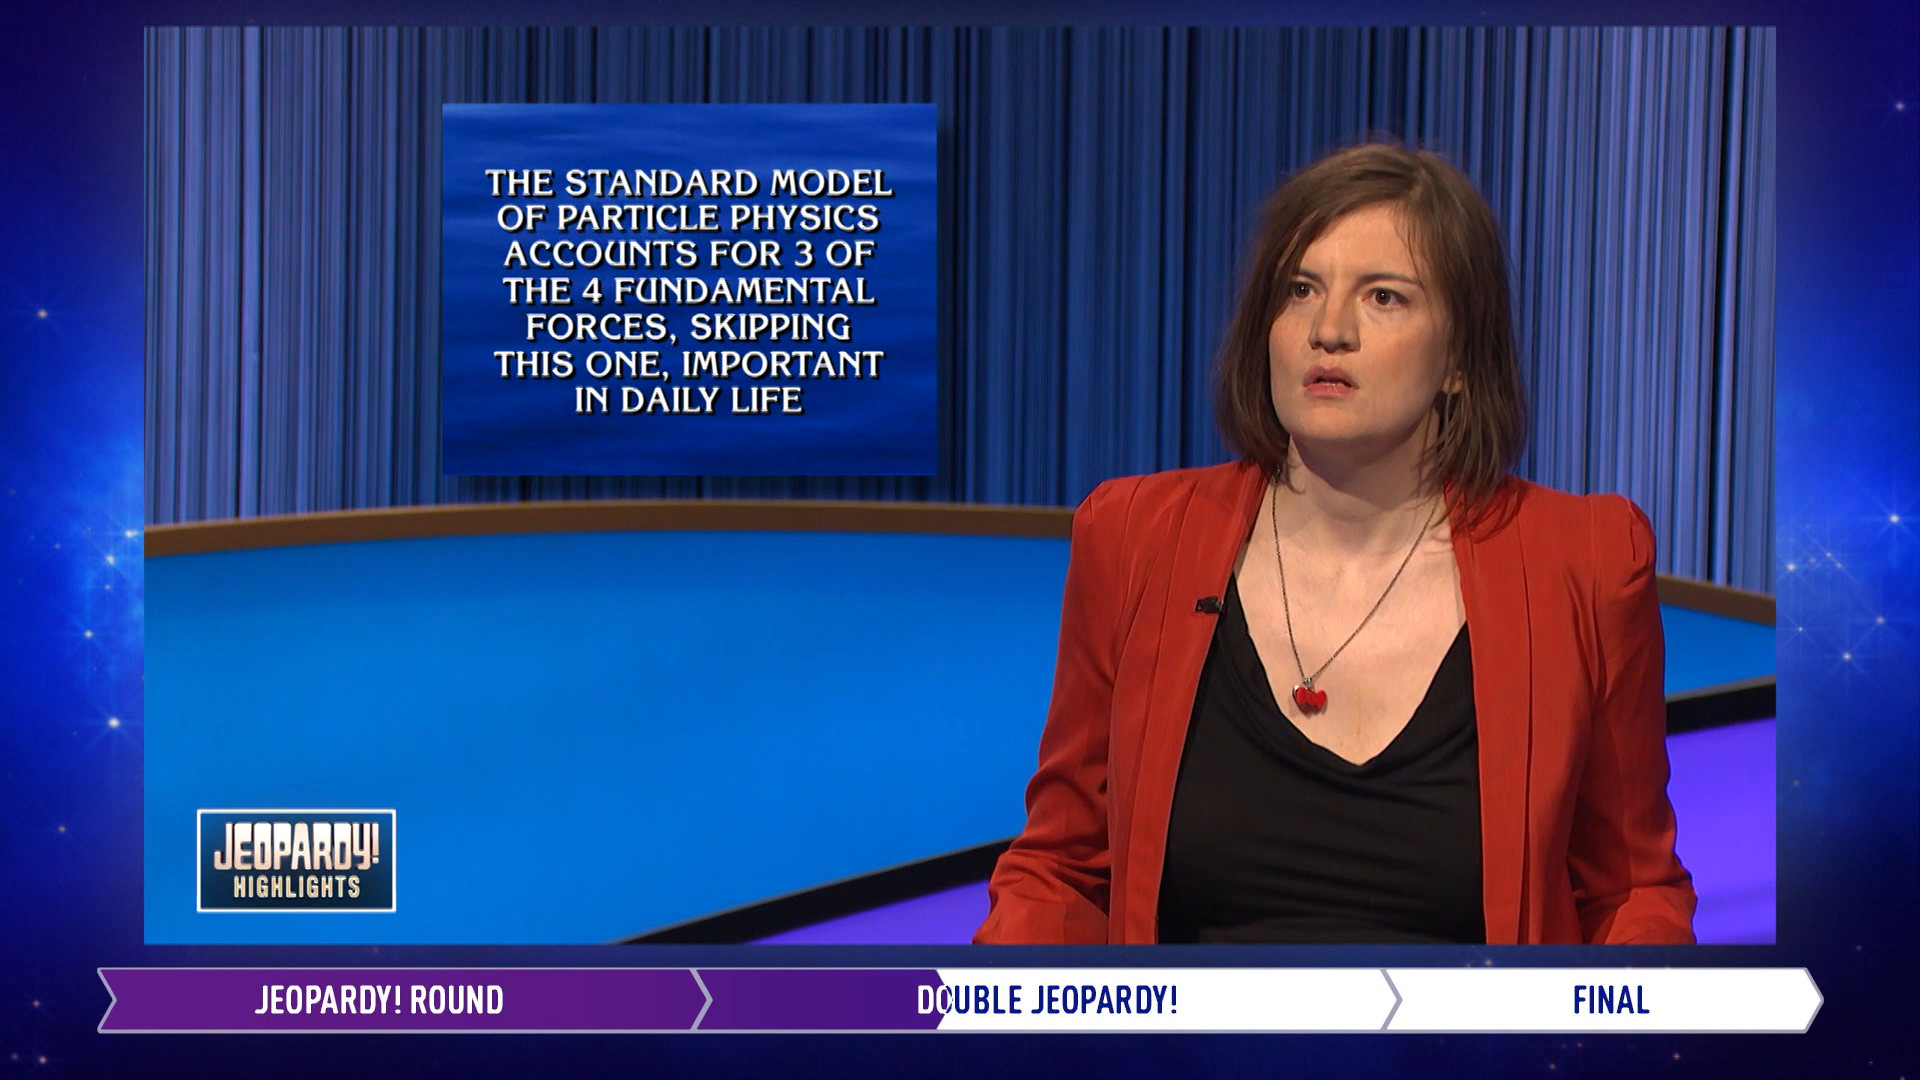 THE STANDARD MODEL
OF PARTICLE PHYSICS
ACCOUNTS FOR 3 OF
THE 4 FUNDAMENTAL
FORCES, SKIPPING
THIS ONE, IMPORTANT
IN DAILY LIFE
JEOPARDY!
HIGHLIGHTS
JEOPARDY! ROUND
DOUBLE JEOPARDY!
FINAL